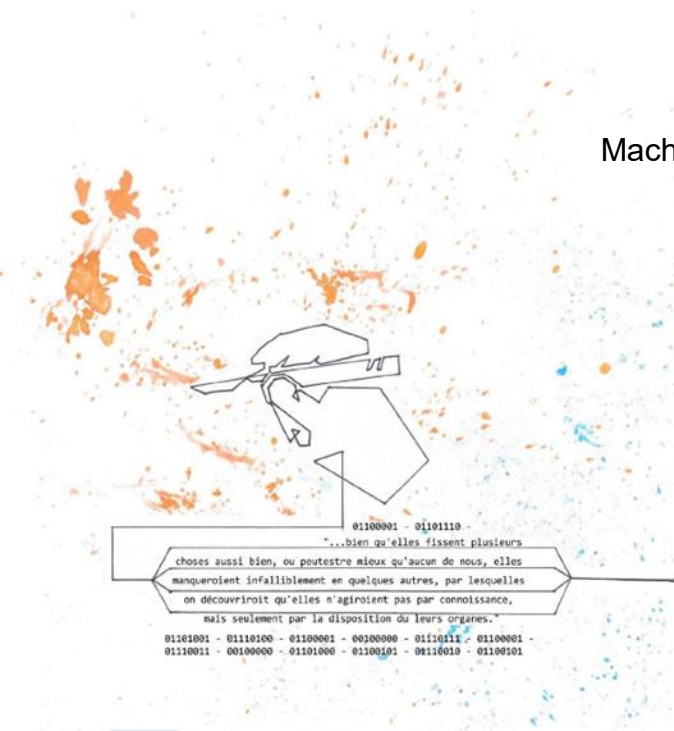 Mach
01100001 - 01101110 -
"...bien qu'elles fissent plusieurs
choses aussi bien, ou peutestre mieux qu'aucun de nous, elles
manqueroient infalliblement en quelques autres, par lesquelles
on découvriroit qu'elles n'agiroient pas par connoissance,
mais seulement par la disposition du leurs organes."
01101001 - 01110100 - 01100001 - 00100000 - 01110111 - 01100001 -
01110011 - 00100000 - 01101000 - 01100101 - 01110010 - 01100101